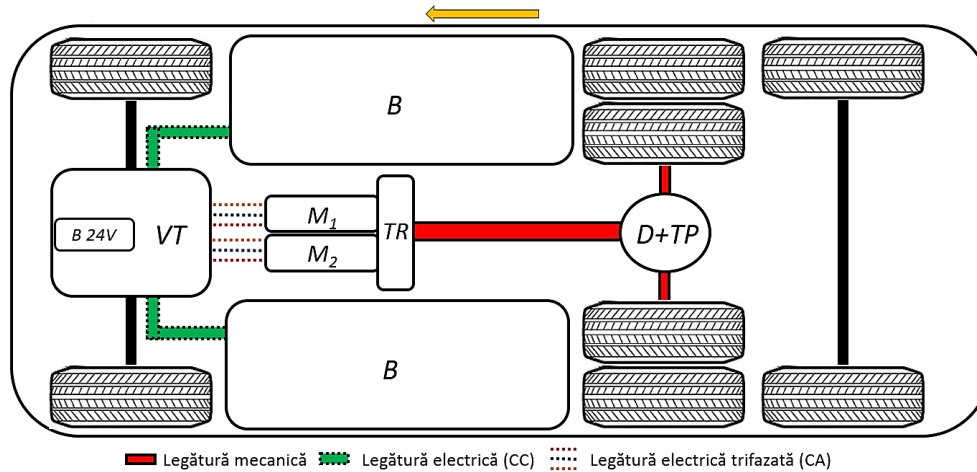 B
B 24V
VT
M1
M2
TR
D+TP
B
Legătură mecanică
Legătură electrică (CC)
Legătură electrică trifazată (CA)